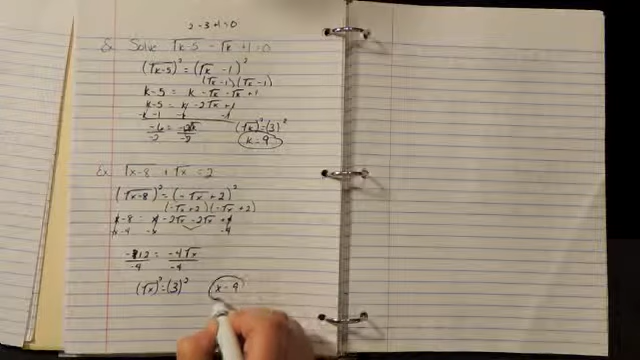 2 - 3 + 1 = 0
Ex. Solve √k-5 - √k + 1 = 0
(√k-5)² = (√k - 1)²
(√k - 1)(√k - 1)
k - 5 = k - √k - √k + 1
k - 5 = k - 2√k + 1
-k - 1 -k -1
-6 = -2√k (√k)² = (3)²
-2 -2 k = 9
Ex. √x-8 + √x = 2
(√x-8)² = (-√x + 2)²
(-√x + 2)(-√x + 2)
x - 8 = x - 2√x - 2√x + 4
-x - 4 -x -4
-12 = -4√x
-4 -4
(√x)² = (3)² x = 9